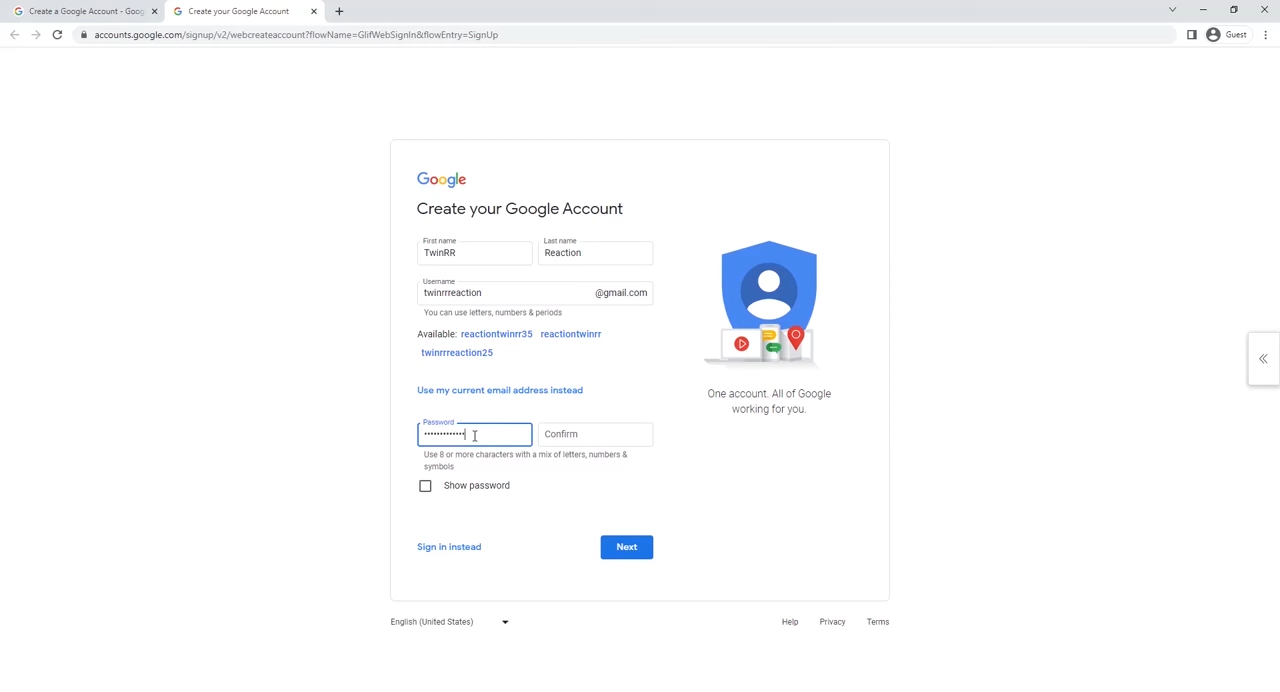 Create a Google Account - Goog
Create your Google Account
accounts.google.com/signup/v2/webcreateaccount?flowName=GlifWebSignIn&flowEntry=SignUp
Guest
Google
Create your Google Account
First name
TwinRR
Last name
Reaction
Username
twinrrreaction
@gmail.com
You can use letters, numbers & periods
Available: reactiontwinrr35 reactiontwinrr
twinrrreaction25
Use my current email address instead
Password
•••••••••••••
Confirm
Use 8 or more characters with a mix of letters, numbers &
symbols
Show password
Sign in instead
Next
One account. All of Google
working for you.
English (United States)
Help
Privacy
Terms